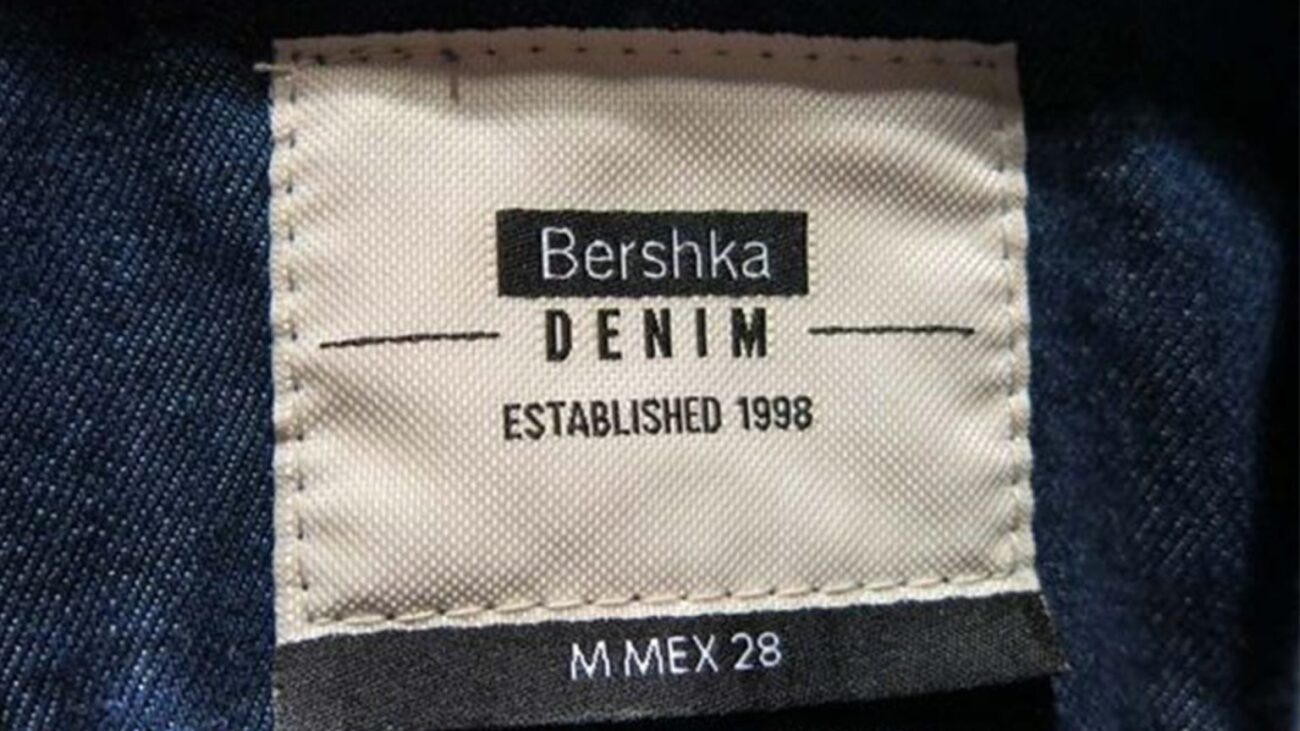 Bershka
DENIM
ESTABLISHED 1998
M MEX 28